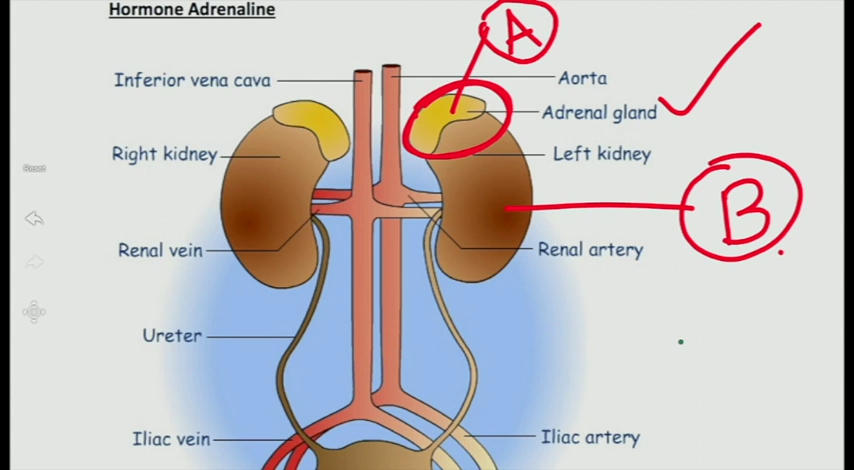 Hormone Adrenaline
A
Inferior vena cava
Aorta
Adrenal gland
Right kidney
Left kidney
Reset
B
Renal vein
Renal artery
Ureter
Iliac vein
Iliac artery